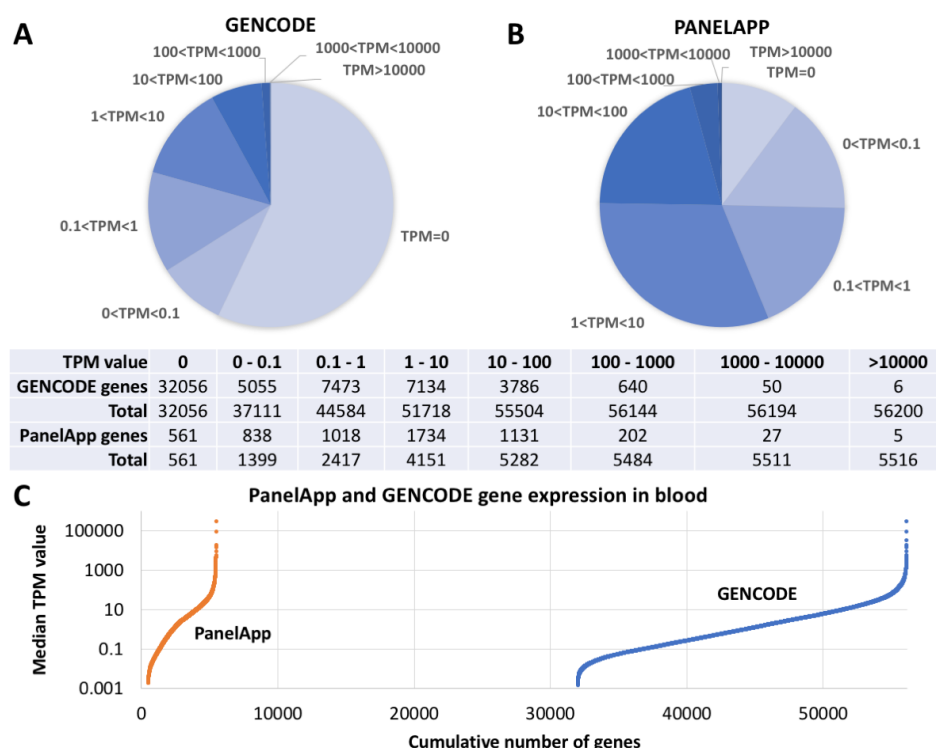 A
GENCODE
100<TPM<1000
1000<TPM<10000
TPM>10000
10<TPM<100
1<TPM<10
0.1<TPM<1
0<TPM<0.1
TPM=0
B
PANELAPP
1000<TPM<10000
TPM>10000
TPM=0
100<TPM<1000
10<TPM<100
0<TPM<0.1
0.1<TPM<1
1<TPM<10
TPM value 0 0 - 0.1 0.1 - 1 1 - 10 10 - 100 100 - 1000 1000 - 10000 >10000
GENCODE genes 32056 5055 7473 7134 3786 640 50 6
Total 32056 37111 44584 51718 55504 56144 56194 56200
PanelApp genes 561 838 1018 1734 1131 202 27 5
Total 561 1399 2417 4151 5282 5484 5511 5516
C
PanelApp and GENCODE gene expression in blood
Median TPM value
100000
1000
10
0.1
0.001
PanelApp
GENCODE
0 10000 20000 30000 40000 50000
Cumulative number of genes